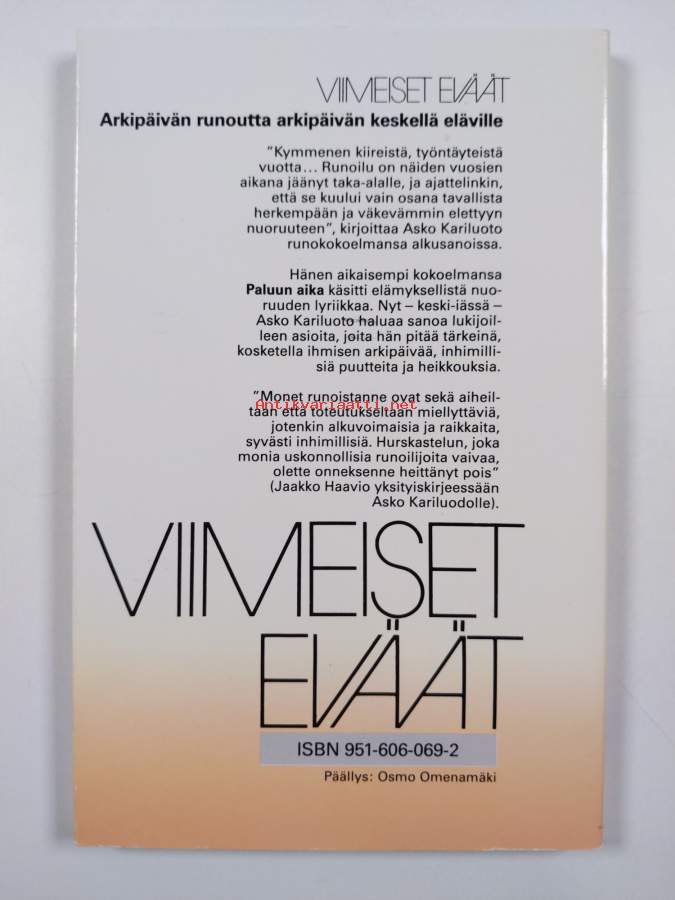 VIIMEISET EVÄÄT
Arkipäivän runoutta arkipäivän keskellä eläville
”Kymmenen kiireistä, työntäyteistä
vuotta... Runoilu on näiden vuosien
aikana jäänyt taka-alalle, ja ajattelinkin,
että se kuului vain osana tavallista
herkempään ja väkevämmin elettyyn
nuoruuteen”, kirjoittaa Asko Kariluoto
runokokoelmansa alkusanoissa.
Hänen aikaisempi kokoelmansa
Paluun aika käsitti elämyksellistä nuo-
ruuden lyriikkaa. Nyt – keski-iässä –
Asko Kariluoto haluaa sanoa lukijoil-
leen asioita, joita hän pitää tärkeinä,
kosketella ihmisen arkipäivää, inhimilli-
siä puutteita ja heikkouksia.
”Monet runoistanne ovat sekä aiheil-
taan että toteutukseltaan miellyttäviä,
Antikvariaatti.net
jotenkin alkuvoimaisia ja raikkaita,
syvästi inhimillisiä. Hurskastelun, joka
monia uskonnollisia runoilijoita vaivaa,
olette onneksenne heittänyt pois”
(Jaakko Haavio yksityiskirjeessään
Asko Kariluodolle).
VIIMEISET
EVÄÄT
ISBN 951-606-069-2
Päällys: Osmo Omenamäki